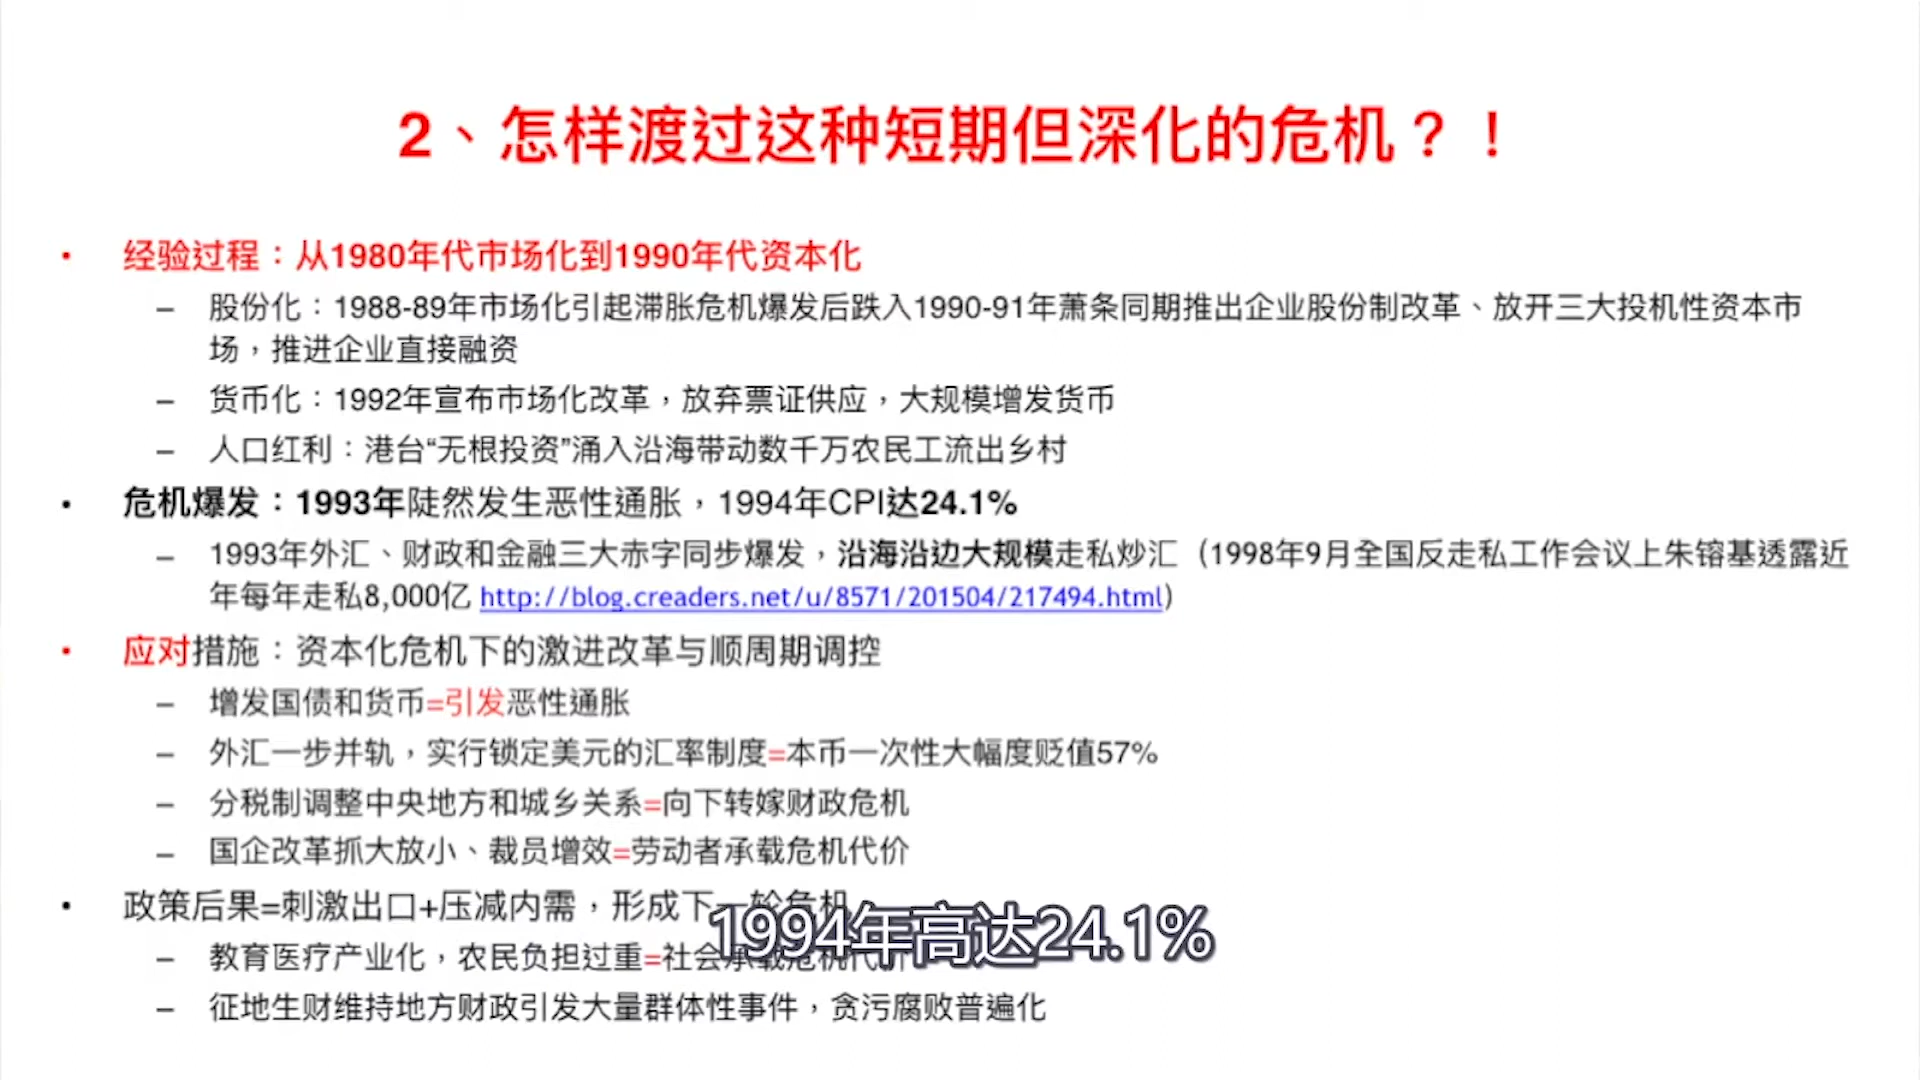 2、怎样渡过这种短期但深化的危机？！
• 经验过程：从1980年代市场化到1990年代资本化
– 股份化：1988-89年市场化引起滞胀危机爆发后跌入1990-91年萧条同期推出企业股份制改革、放开三大投机性资本市
场，推进企业直接融资
– 货币化：1992年宣布市场化改革，放弃票证供应，大规模增发货币
– 人口红利：港台“无根投资”涌入沿海带动数千万农民工流出乡村
• 危机爆发：1993年陡然发生恶性通胀，1994年CPI达24.1%
– 1993年外汇、财政和金融三大赤字同步爆发，沿海沿边大规模走私炒汇（1998年9月全国反走私工作会议上朱镕基透露近
年每年走私8,000亿 http://blog.creaders.net/u/8571/201504/217494.html)
• 应对措施：资本化危机下的激进改革与顺周期调控
– 增发国债和货币=引发恶性通胀
– 外汇一步并轨，实行锁定美元的汇率制度=本币一次性大幅度贬值57%
– 分税制调整中央地方和城乡关系=向下转嫁财政危机
– 国企改革抓大放小、裁员增效=劳动者承载危机代价
• 政策后果=刺激出口+压减内需，形成下一轮危机
1994年高达24.1%
– 教育医疗产业化，农民负担过重=社会承载危机代价
– 征地生财维持地方财政引发大量群体性事件，贪污腐败普遍化